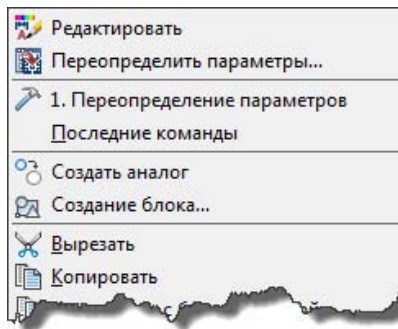 Редактировать
Переопределить параметры...
1. Переопределение параметров
Последние команды
Создать аналог
Создание блока...
Вырезать
Копировать